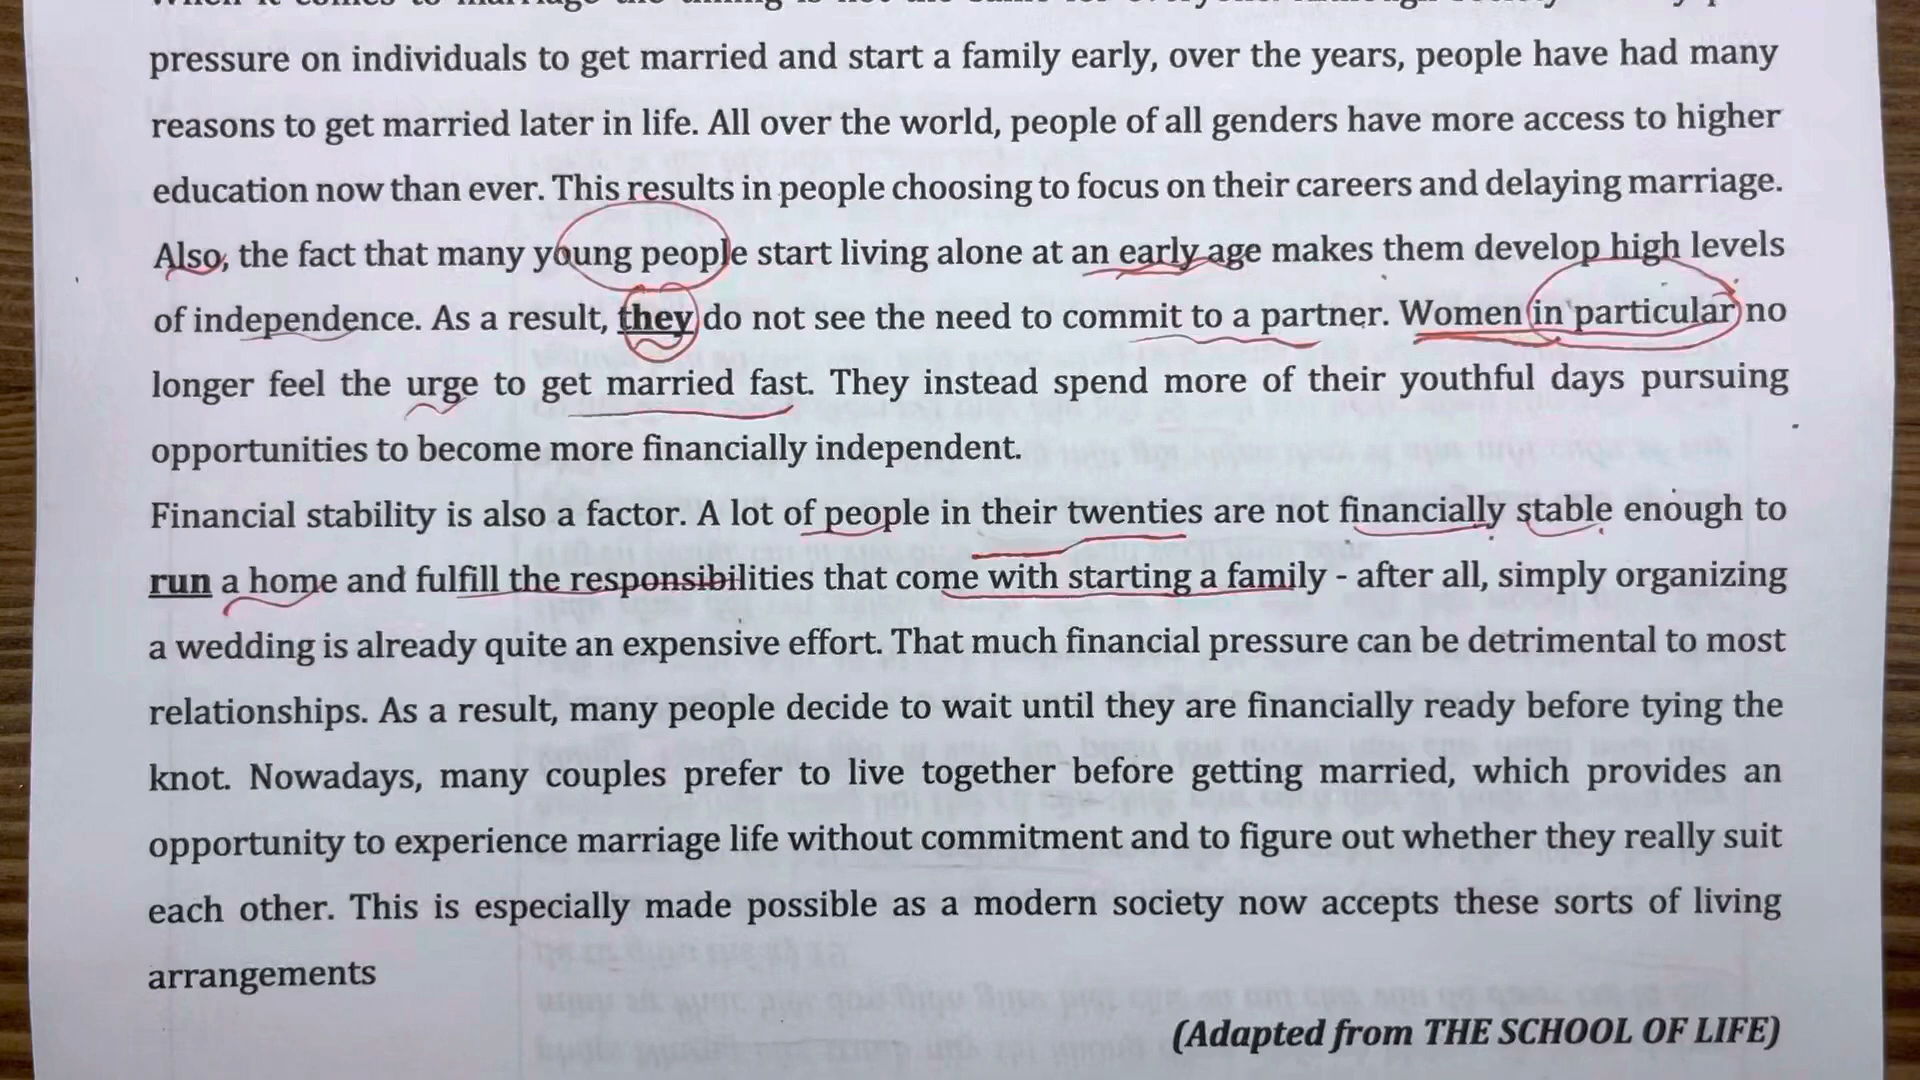 pressure on individuals to get married and start a family early, over the years, people have had many
reasons to get married later in life. All over the world, people of all genders have more access to higher
education now than ever. This results in people choosing to focus on their careers and delaying marriage.
Also, the fact that many young people start living alone at an early age makes them develop high levels
of independence. As a result, they do not see the need to commit to a partner. Women in particular no
longer feel the urge to get married fast. They instead spend more of their youthful days pursuing
opportunities to become more financially independent.
Financial stability is also a factor. A lot of people in their twenties are not financially stable enough to
run a home and fulfill the responsibilities that come with starting a family - after all, simply organizing
a wedding is already quite an expensive effort. That much financial pressure can be detrimental to most
relationships. As a result, many people decide to wait until they are financially ready before tying the
knot. Nowadays, many couples prefer to live together before getting married, which provides an
opportunity to experience marriage life without commitment and to figure out whether they really suit
each other. This is especially made possible as a modern society now accepts these sorts of living
arrangements
(Adapted from THE SCHOOL OF LIFE)